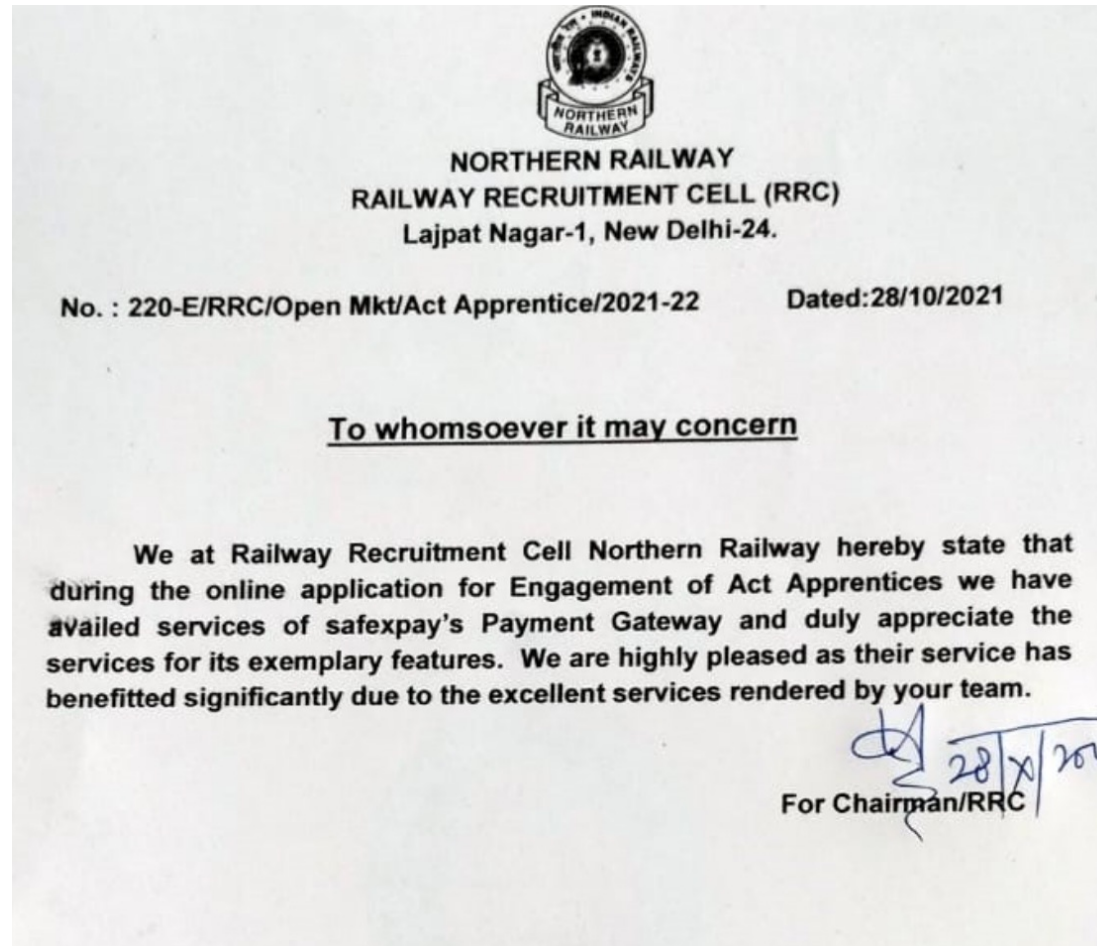 भारतीय रेल • INDIAN RAILWAYS
NORTHERN
RAILWAY
NORTHERN RAILWAY
RAILWAY RECRUITMENT CELL (RRC)
Lajpat Nagar-1, New Delhi-24.
No. : 220-E/RRC/Open Mkt/Act Apprentice/2021-22 Dated:28/10/2021
To whomsoever it may concern
We at Railway Recruitment Cell Northern Railway hereby state that
during the online application for Engagement of Act Apprentices we have
availed services of safexpay's Payment Gateway and duly appreciate the
services for its exemplary features. We are highly pleased as their service has
benefitted significantly due to the excellent services rendered by your team.
28/X/20
For Chairman/RRC